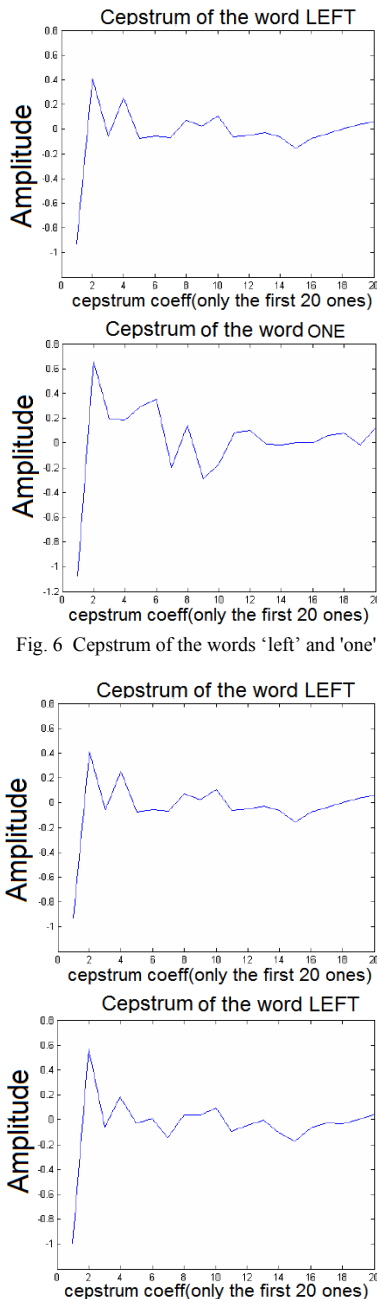 Cepstrum of the word LEFT
0.8
0.6
0.4
0.2
0
-0.2
-0.4
-0.6
-0.8
-1
Amplitude
0 2 4 6 8 10 12 14 16 18 20
cepstrum coeff(only the first 20 ones)
Cepstrum of the word ONE
0.8
0.6
0.4
0.2
0
-0.2
-0.4
-0.6
-0.8
-1
-1.2
Amplitude
0 2 4 6 8 10 12 14 16 18 20
cepstrum coeff(only the first 20 ones)
Fig. 6 Cepstrum of the words ‘left’ and 'one'
Cepstrum of the word LEFT
0.8
0.6
0.4
0.2
0
-0.2
-0.4
-0.6
-0.8
-1
Amplitude
0 2 4 6 8 10 12 14 16 18 20
cepstrum coeff(only the first 20 ones)
Cepstrum of the word LEFT
0.8
0.6
0.4
0.2
0
-0.2
-0.4
-0.6
-0.8
-1
Amplitude
0 2 4 6 8 10 12 14 16 18 20
cepstrum coeff(only the first 20 ones)